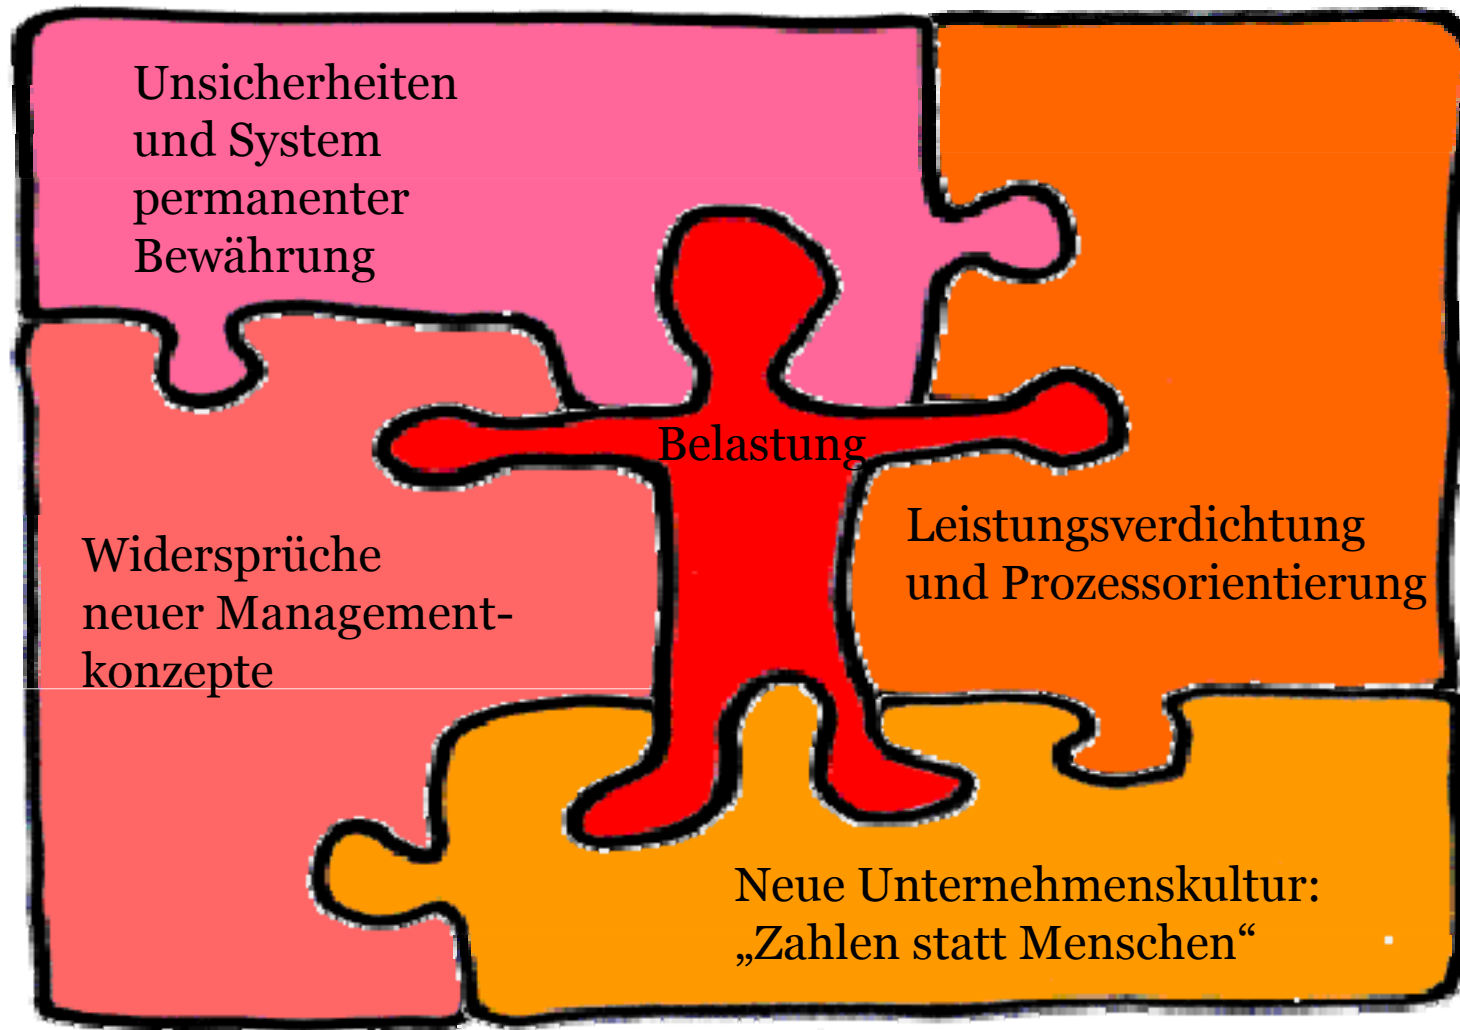 Unsicherheiten
und System
permanenter
Bewährung
Belastung
Widersprüche
neuer Management-
konzepte
Leistungsverdichtung
und Prozessorientierung
Neue Unternehmenskultur:
„Zahlen statt Menschen“